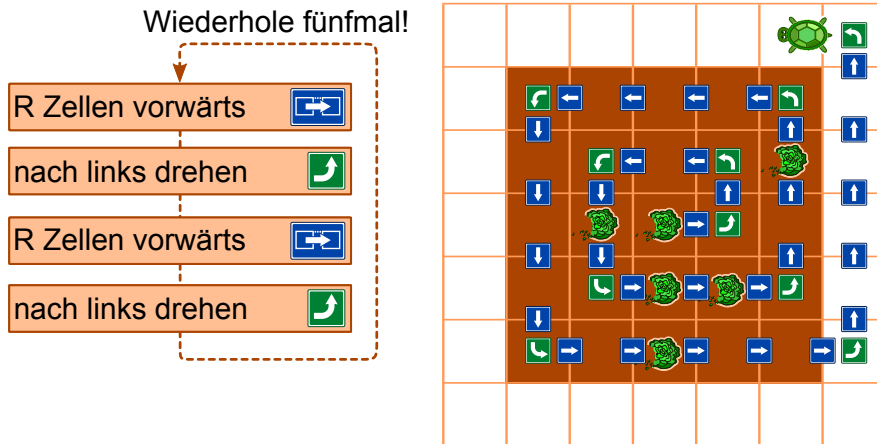 Wiederhole fünfmal!
R Zellen vorwärts
nach links drehen
R Zellen vorwärts
nach links drehen